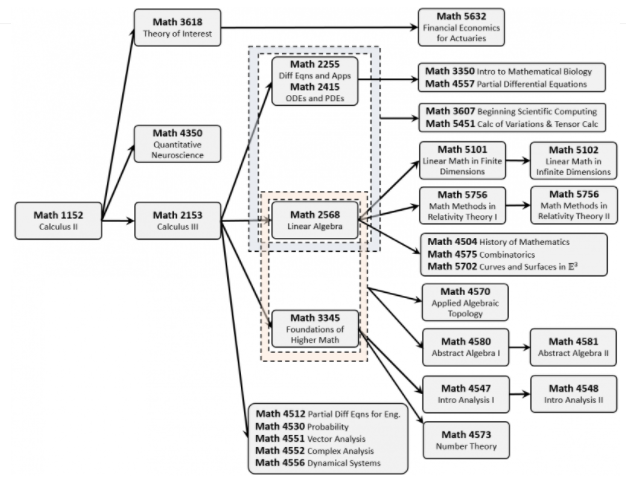 Math 3618
Theory of Interest
Math 5632
Financial Economics
for Actuaries
Math 2255
Diff Eqns and Apps
Math 2415
ODEs and PDEs
Math 3350 Intro to Mathematical Biology
Math 4557 Partial Differential Equations
Math 3607 Beginning Scientific Computing
Math 5451 Calc of Variations & Tensor Calc
Math 4350
Quantitative
Neuroscience
Math 5101
Linear Math in Finite
Dimensions
Math 5102
Linear Math in
Infinite Dimensions
Math 1152
Calculus II
Math 2153
Calculus III
Math 2568
Linear Algebra
Math 5756
Math Methods in
Relativity Theory I
Math 5756
Math Methods in
Relativity Theory II
Math 4504 History of Mathematics
Math 4575 Combinatorics
Math 5702 Curves and Surfaces in 𝔼³
Math 4570
Applied Algebraic
Topology
Math 3345
Foundations of
Higher Math
Math 4580
Abstract Algebra I
Math 4581
Abstract Algebra II
Math 4547
Intro Analysis I
Math 4548
Intro Analysis II
Math 4573
Number Theory
Math 4512 Partial Diff Eqns for Eng.
Math 4530 Probability
Math 4551 Vector Analysis
Math 4552 Complex Analysis
Math 4556 Dynamical Systems